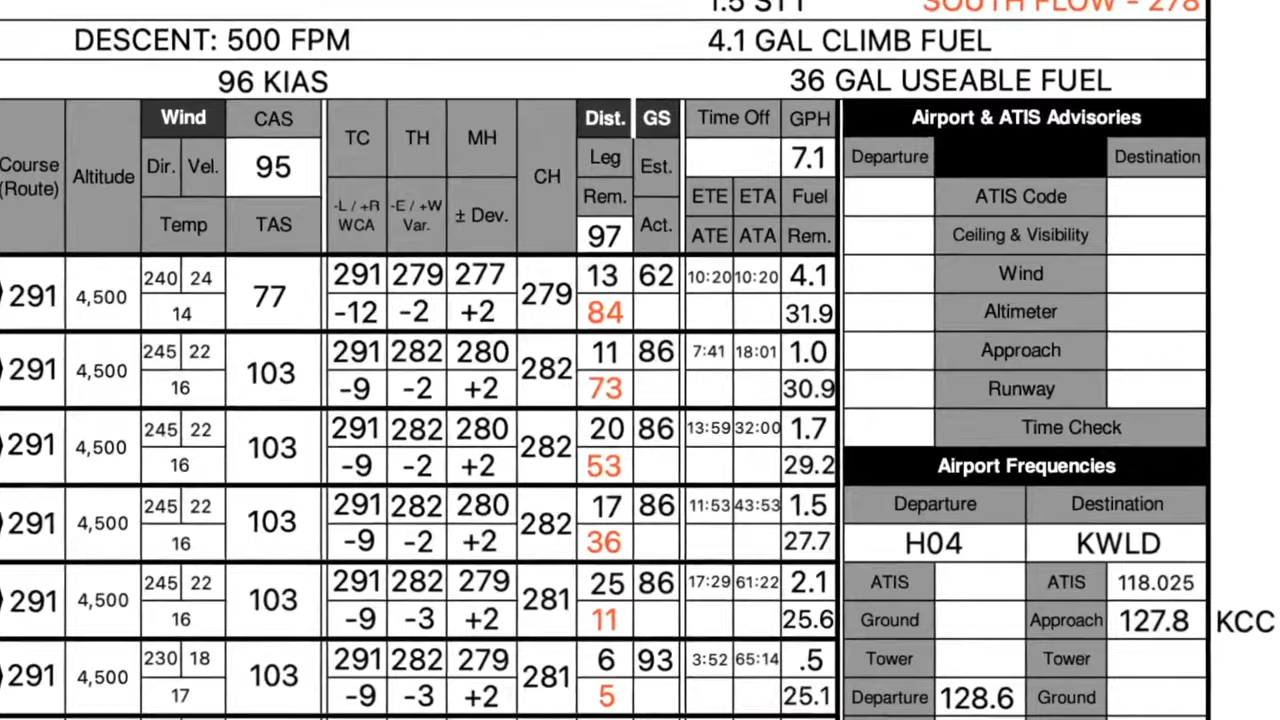 1.5 STT SOUTH FLOW - 278
DESCENT: 500 FPM 4.1 GAL CLIMB FUEL
96 KIAS 36 GAL USEABLE FUEL
Course (Route) Altitude Wind CAS TC TH MH CH Dist. GS Time Off GPH Airport & ATIS Advisories
Dir. Vel. 95 Leg Est. 7.1 Departure Destination
Temp TAS -L / +R WCA -E / +W Var. ± Dev. Rem. Act. ETE ETA Fuel ATIS Code
97 ATE ATA Rem. Ceiling & Visibility
291 4,500 240 24 77 291 279 277 279 13 62 10:20 10:20 4.1 Wind
14 -12 -2 +2 84 31.9 Altimeter
291 4,500 245 22 103 291 282 280 282 11 86 7:41 18:01 1.0 Approach
16 -9 -2 +2 73 30.9 Runway
291 4,500 245 22 103 291 282 280 282 20 86 13:59 32:00 1.7 Time Check
16 -9 -2 +2 53 29.2 Airport Frequencies
291 4,500 245 22 103 291 282 280 282 17 86 11:53 43:53 1.5 Departure Destination
16 -9 -2 +2 36 27.7 H04 KWLD
291 4,500 245 22 103 291 282 279 281 25 86 17:29 61:22 2.1 ATIS ATIS 118.025
16 -9 -3 +2 11 25.6 Ground Approach 127.8 KCC
291 4,500 230 18 103 291 282 279 281 6 93 3:52 65:14 .5 Tower Tower
17 -9 -3 +2 5 25.1 Departure 128.6 Ground